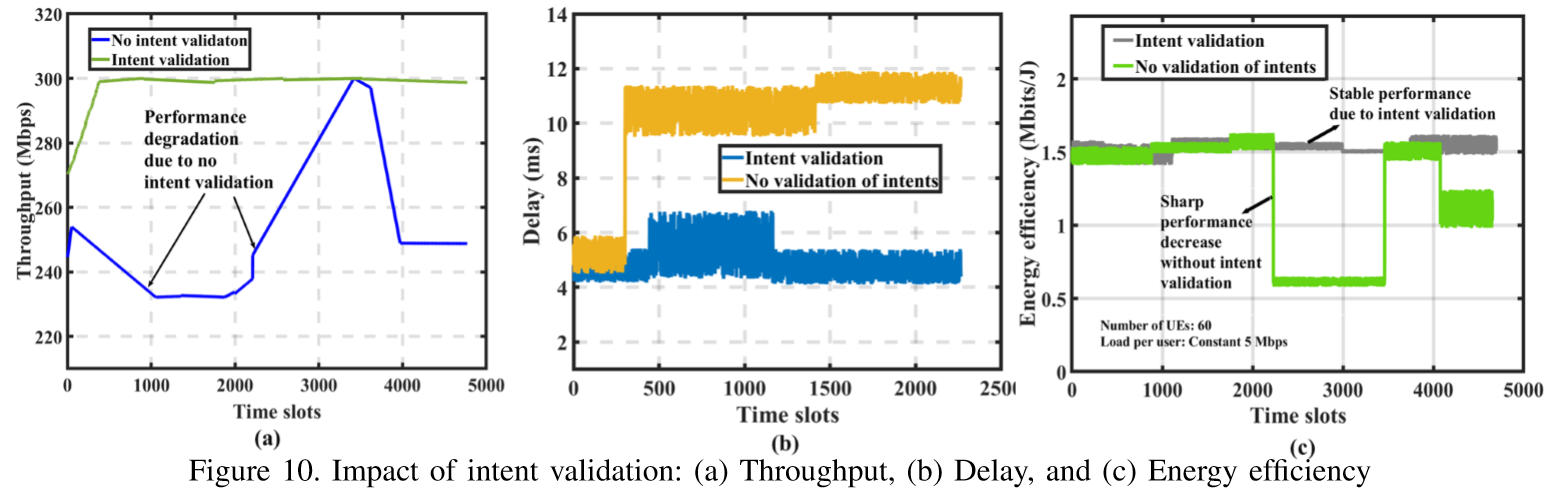 320
300
280
260
240
220
Throughput (Mbps)
No intent validaton
Intent validation
Performance
degradation
due to no
intent validation
0 1000 2000 3000 4000 5000
Time slots
(a)
14
12
10
8
6
4
2
Delay (ms)
Intent validation
No validation of intents
0 500 1000 1500 2000 2500
Time slots
(b)
2
1.5
1
0.5
0
Energy efficiency (Mbits/J)
Intent validation
No validation of intents
Stable performance
due to intent validation
Sharp
performance
decrease
without intent
validation
Number of UEs: 60
Load per user: Constant 5 Mbps
0 1000 2000 3000 4000 5000
Time slots
(c)
Figure 10. Impact of intent validation: (a) Throughput, (b) Delay, and (c) Energy efficiency